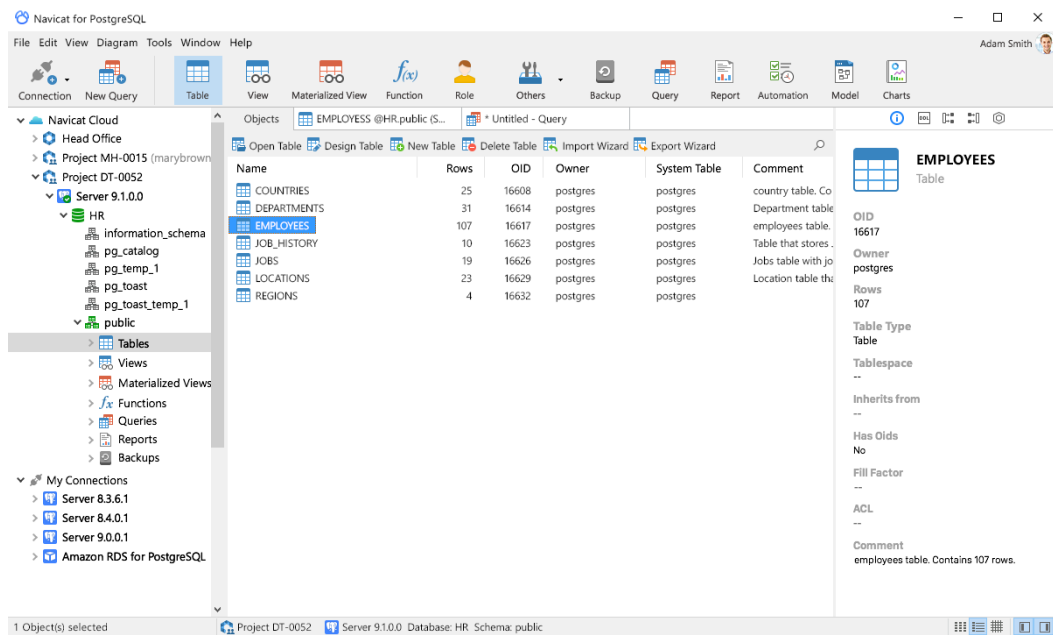 Navicat for PostgreSQL
File Edit View Diagram Tools Window Help
Adam Smith
Connection New Query Table View Materialized View Function Role Others Backup Query Report Automation Model Charts
f(x)
Navicat Cloud
Head Office
Project MH-0015 (marybrown
Project DT-0052
Server 9.1.0.0
HR
information_schema
pg_catalog
pg_temp_1
pg_toast
pg_toast_temp_1
public
Tables
Views
Materialized Views
fx Functions
Queries
Reports
Backups
My Connections
Server 8.3.6.1
Server 8.4.0.1
Server 9.0.0.1
Amazon RDS for PostgreSQL
Objects EMPLOYESS @HR.public (S... * Untitled - Query
Open Table Design Table New Table Delete Table Import Wizard Export Wizard
Name Rows OID Owner System Table Comment
COUNTRIES 25 16608 postgres postgres country table. Co
DEPARTMENTS 31 16614 postgres postgres Department table
EMPLOYEES 107 16617 postgres postgres employees table.
JOB_HISTORY 10 16623 postgres postgres Table that stores .
JOBS 19 16626 postgres postgres Jobs table with jo
LOCATIONS 23 16629 postgres postgres Location table tha
REGIONS 4 16632 postgres postgres
DDL
EMPLOYEES
Table
OID
16617
Owner
postgres
Rows
107
Table Type
Table
Tablespace
--
Inherits from
--
Has Oids
No
Fill Factor
--
ACL
--
Comment
employees table. Contains 107 rows.
1 Object(s) selected Project DT-0052 Server 9.1.0.0 Database: HR Schema: public